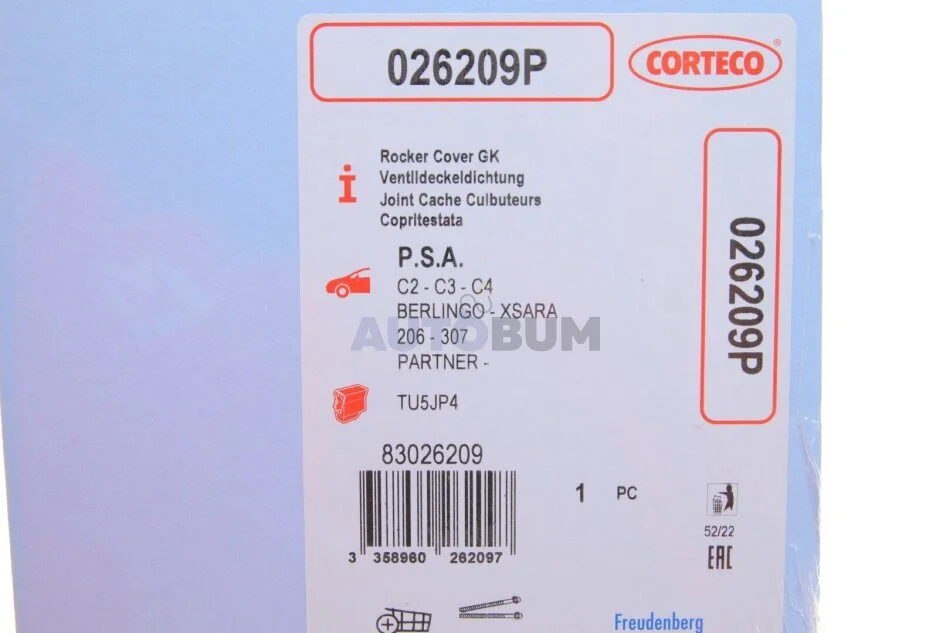 026209P
CORTECO®
Rocker Cover GK
Ventildeckeldichtung
Joint Cache Culbuteurs
Copritestata
P.S.A.
C2 - C3 - C4
BERLINGO - XSARA
206 - 307
PARTNER -
AUTOBUM
TU5JP4
026209P
83026209
1 PC
3 358960 262097
52/22
EAC
Freudenberg